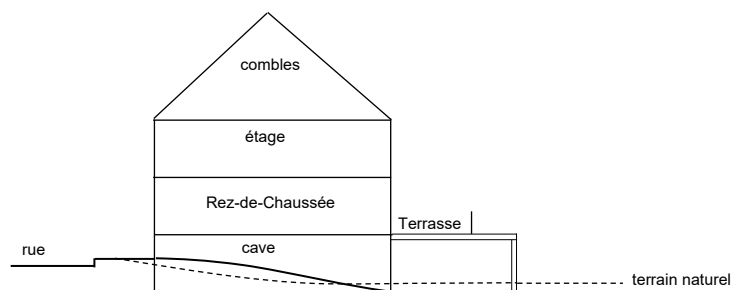 combles
étage
Rez-de-Chaussée
Terrasse
rue
cave
terrain naturel